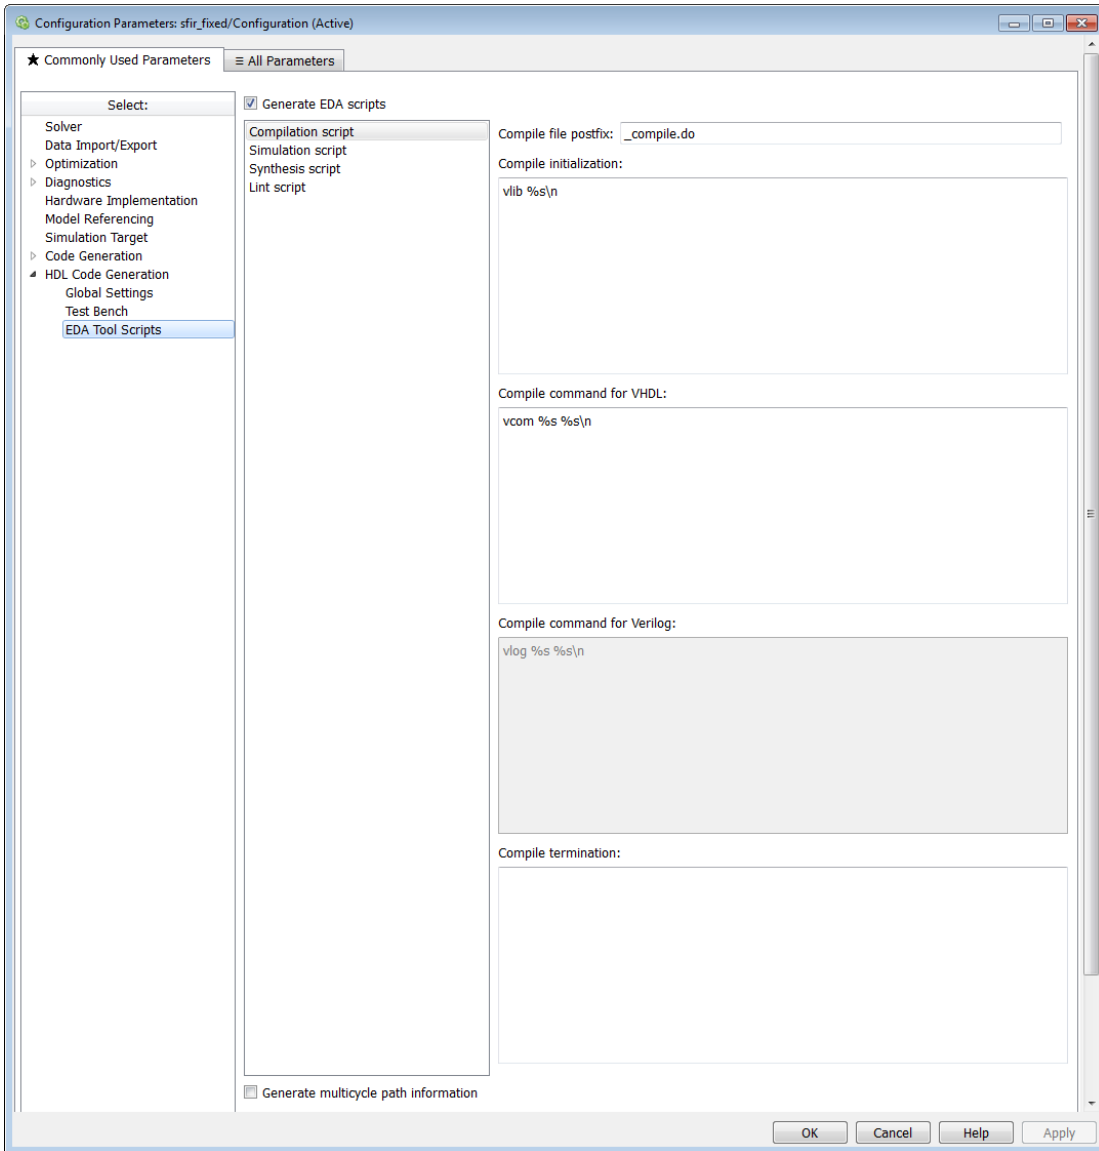 Configuration Parameters: sfir_fixed/Configuration (Active)
★ Commonly Used Parameters
≡ All Parameters
Select:
Solver
Data Import/Export
Optimization
Diagnostics
Hardware Implementation
Model Referencing
Simulation Target
Code Generation
HDL Code Generation
Global Settings
Test Bench
EDA Tool Scripts
Generate EDA scripts
Compilation script
Simulation script
Synthesis script
Lint script
Compile file postfix: _compile.do
Compile initialization:
vlib %s\n
Compile command for VHDL:
vcom %s %s\n
Compile command for Verilog:
vlog %s %s\n
Compile termination:
Generate multicycle path information
OK Cancel Help Apply